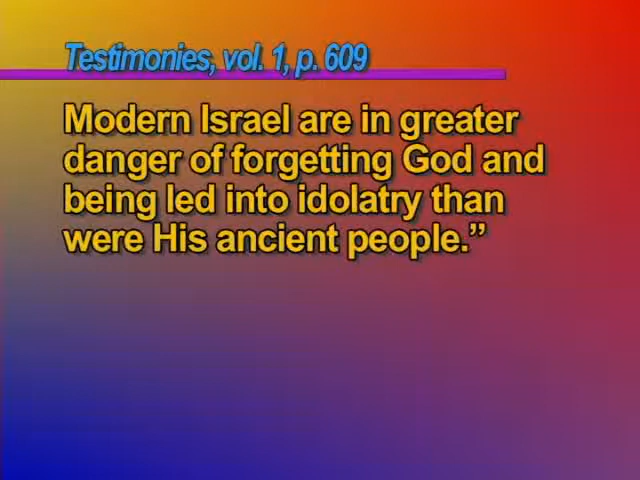 Testimonies, vol. 1, p. 609
Modern Israel are in greater
danger of forgetting God and
being led into idolatry than
were His ancient people.”